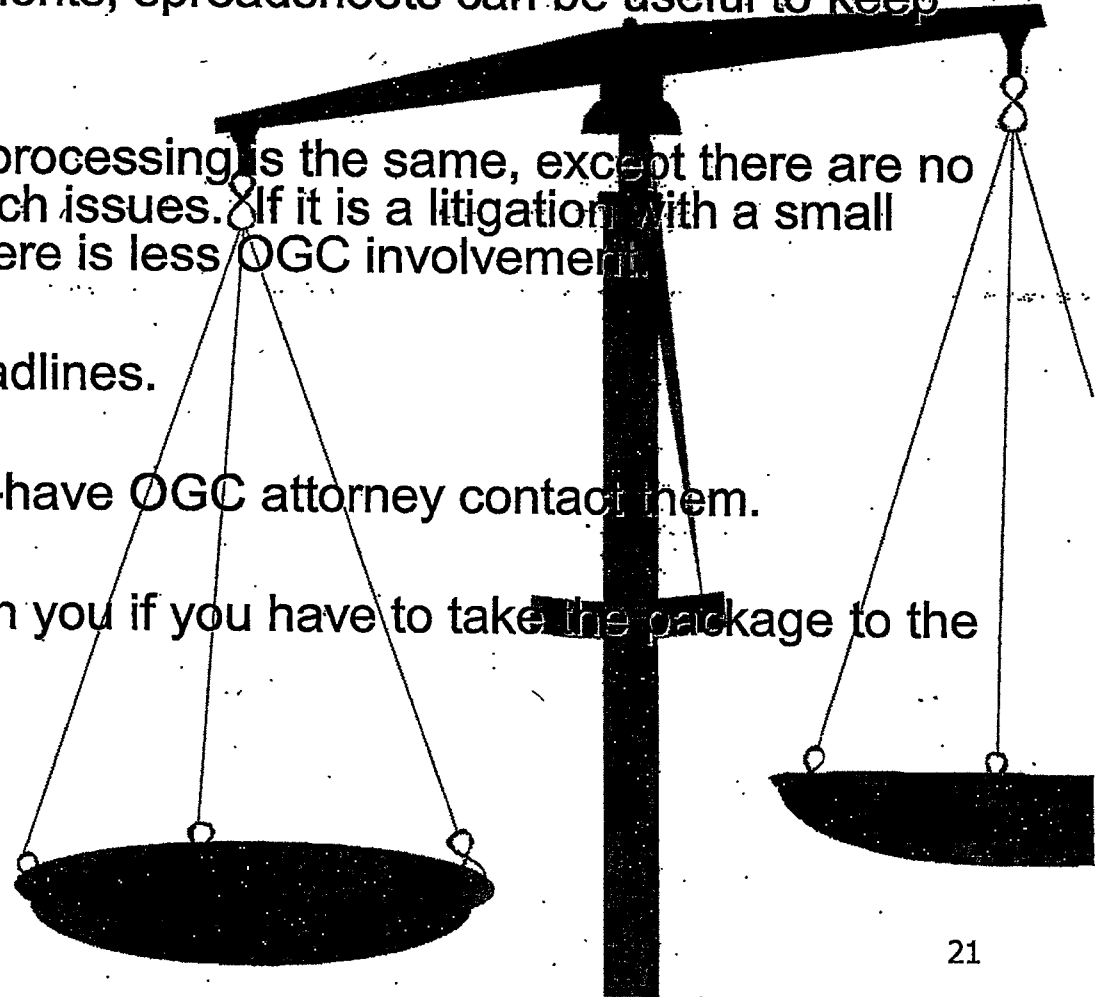 ents, spreadsheets can be useful to keep
processing is the same, except there are no
ch issues. If it is a litigation with a small
ere is less OGC involvement.
adlines.
-have OGC attorney contact them.
n you if you have to take the package to the
21